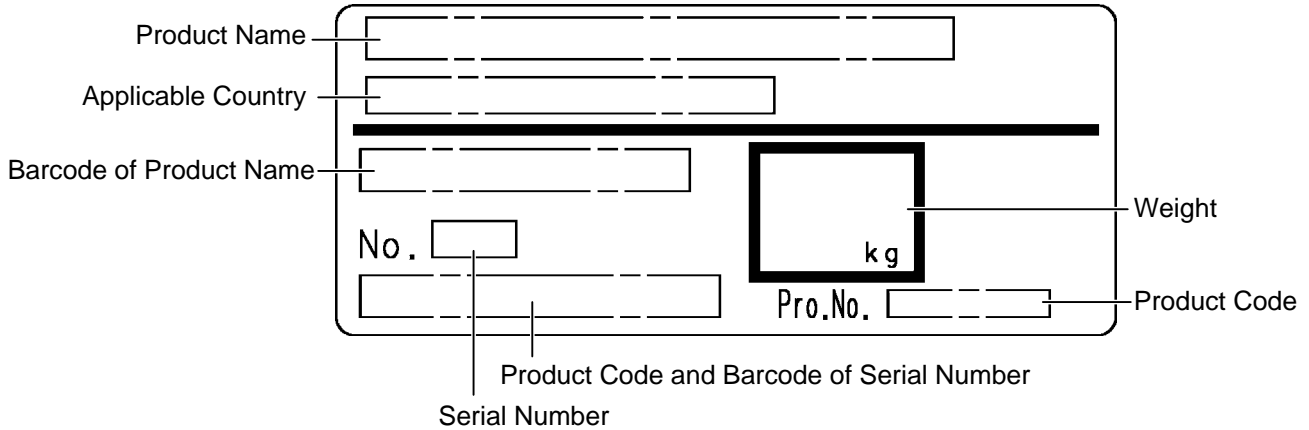 Product Name
Applicable Country
Barcode of Product Name
Weight
No.
kg
Pro.No.
Product Code
Product Code and Barcode of Serial Number
Serial Number